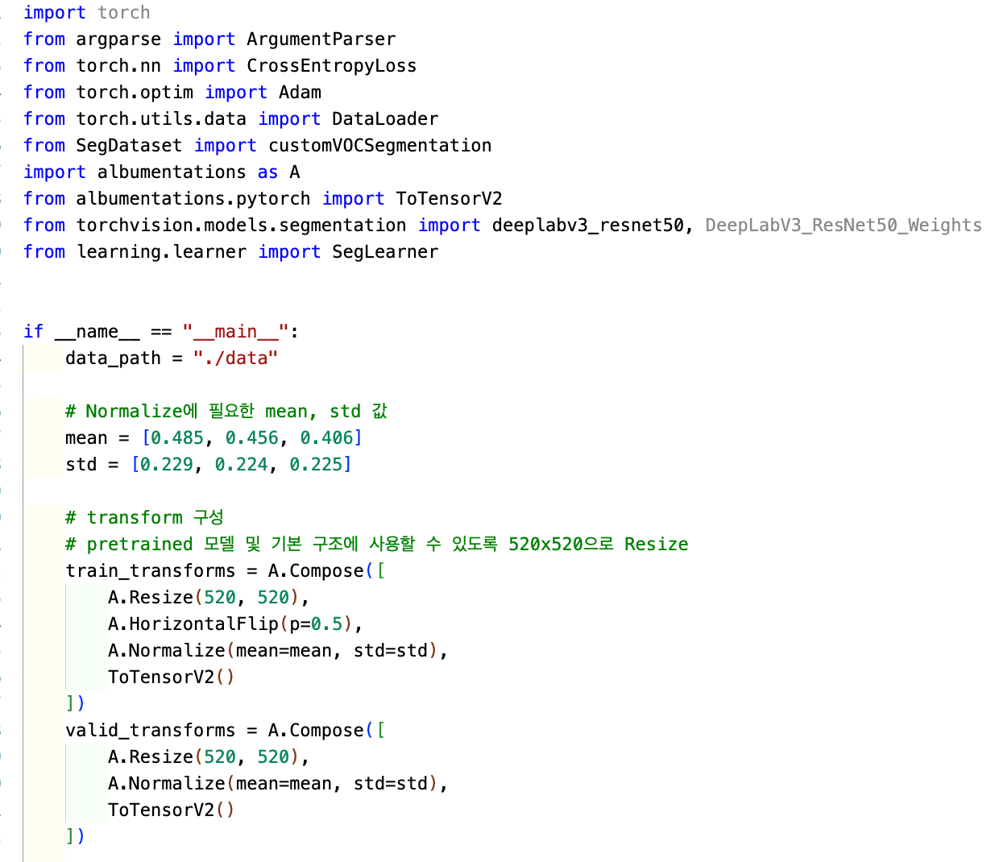 import torch
from argparse import ArgumentParser
from torch.nn import CrossEntropyLoss
from torch.optim import Adam
from torch.utils.data import DataLoader
from SegDataset import customVOCSegmentation
import albumentations as A
from albumentations.pytorch import ToTensorV2
from torchvision.models.segmentation import deeplabv3_resnet50, DeepLabV3_ResNet50_Weights
from learning.learner import SegLearner
if __name__ == "__main__":
    data_path = "./data"
    # Normalize에 필요한 mean, std 값
    mean = [0.485, 0.456, 0.406]
    std = [0.229, 0.224, 0.225]
    # transform 구성
    # pretrained 모델 및 기본 구조에 사용할 수 있도록 520x520으로 Resize
    train_transforms = A.Compose([
        A.Resize(520, 520),
        A.HorizontalFlip(p=0.5),
        A.Normalize(mean=mean, std=std),
        ToTensorV2()
    ])
    valid_transforms = A.Compose([
        A.Resize(520, 520),
        A.Normalize(mean=mean, std=std),
        ToTensorV2()
    ])